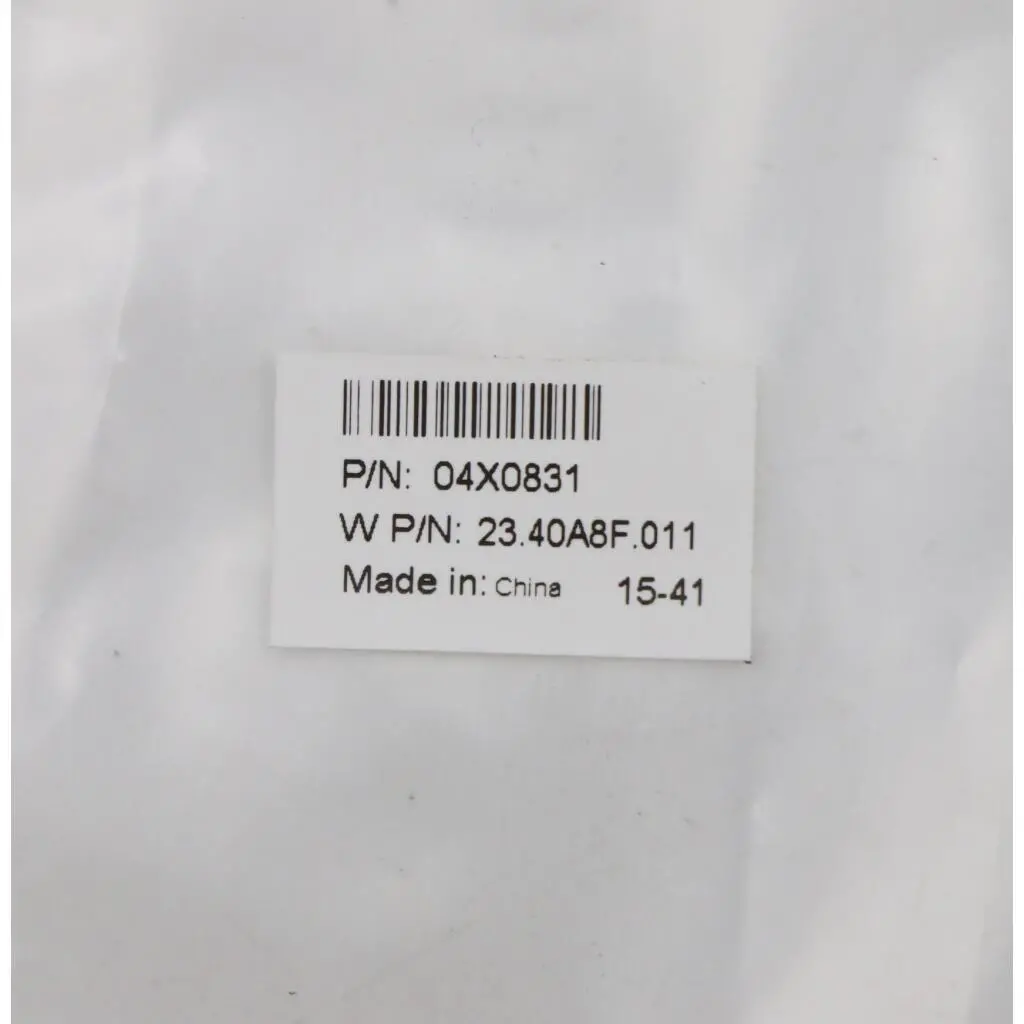 P/N: 04X0831
W P/N: 23.40A8F.011
Made in: China 15-41